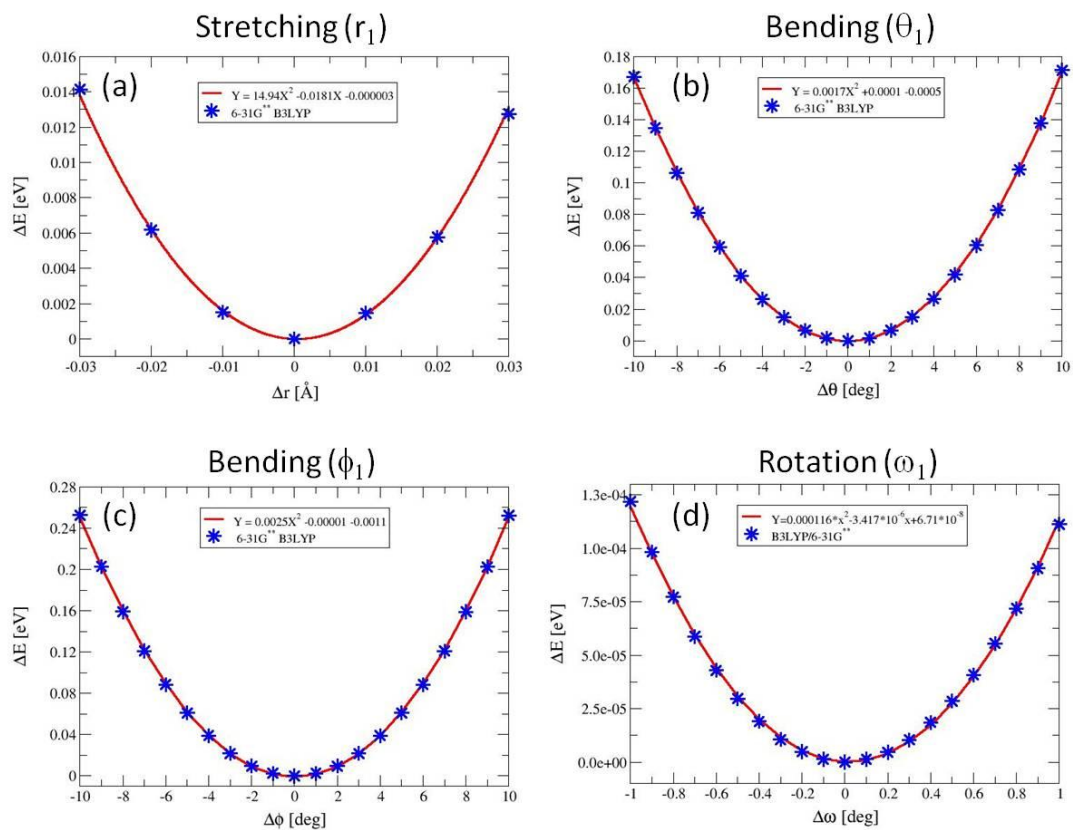 Stretching (r₁)
(a)
Y = 14.94X² -0.0181X -0.000003
6-31G** B3LYP
0.016
0.014
0.012
0.01
0.008
0.006
0.004
0.002
0
ΔE [eV]
-0.03 -0.02 -0.01 0 0.01 0.02 0.03
Δr [Å]
Bending (θ₁)
(b)
Y = 0.0017X² +0.0001 -0.0005
6-31G** B3LYP
0.18
0.16
0.14
0.12
0.1
0.08
0.06
0.04
0.02
0
ΔE [eV]
-10 -8 -6 -4 -2 0 2 4 6 8 10
Δθ [deg]
Bending (ϕ₁)
(c)
Y = 0.0025X² -0.00001 -0.0011
6-31G** B3LYP
0.28
0.24
0.2
0.16
0.12
0.08
0.04
0
ΔE [eV]
-10 -8 -6 -4 -2 0 2 4 6 8 10
Δϕ [deg]
Rotation (ω₁)
(d)
Y=0.000116*x²-3.417*10⁻⁶x+6.71*10⁻⁸
B3LYP/6-31G**
1.3e-04
1.0e-04
7.5e-05
5.0e-05
2.5e-05
0.0e+00
ΔE [eV]
-1 -0.8 -0.6 -0.4 -0.2 0 0.2 0.4 0.6 0.8 1
Δω [deg]